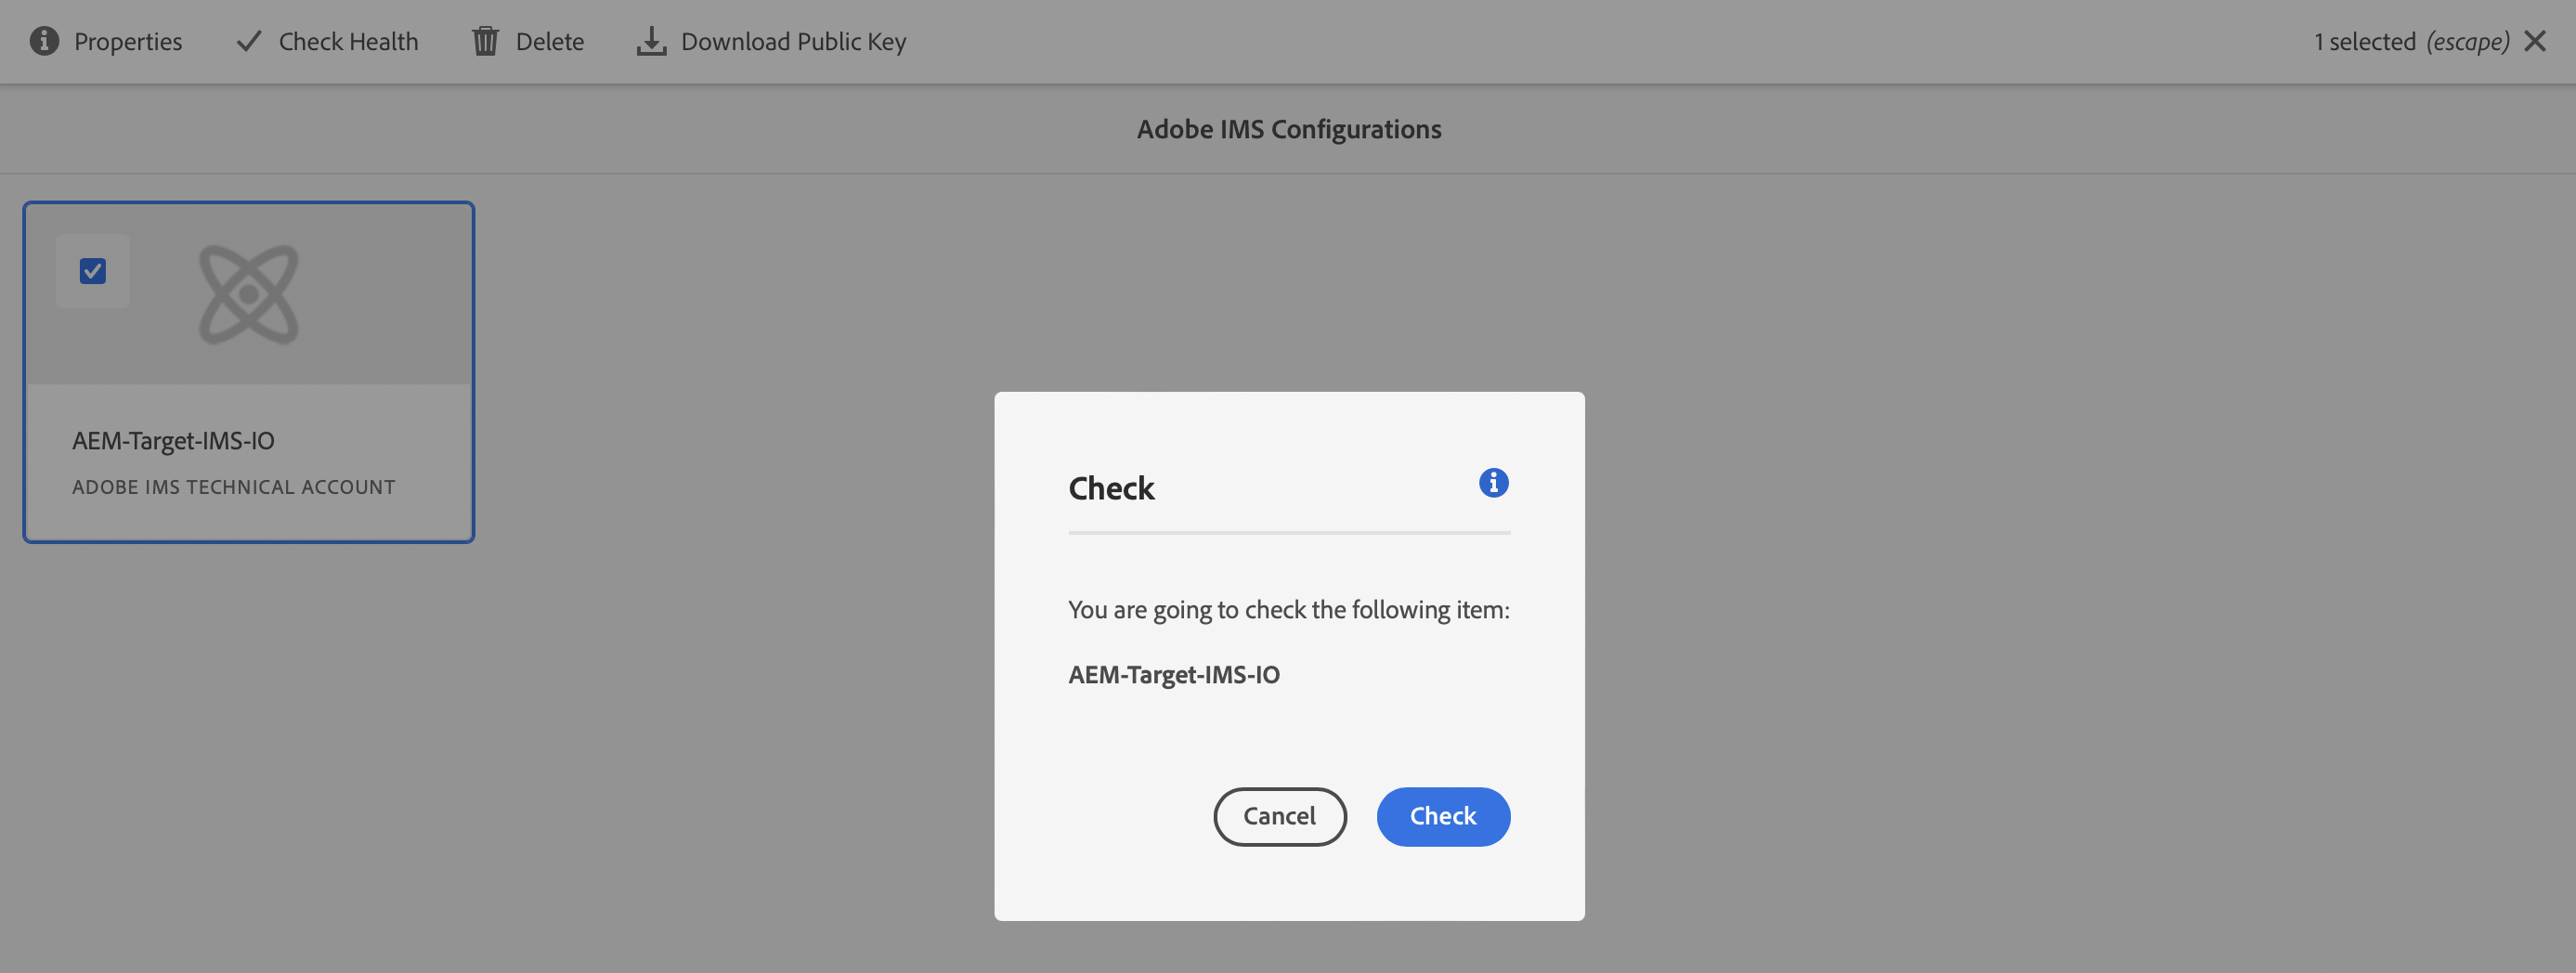 Properties
Check Health
Delete
Download Public Key
1 selected (escape)
Adobe IMS Configurations
AEM-Target-IMS-IO
ADOBE IMS TECHNICAL ACCOUNT
Check
You are going to check the following item:
AEM-Target-IMS-IO
Cancel
Check